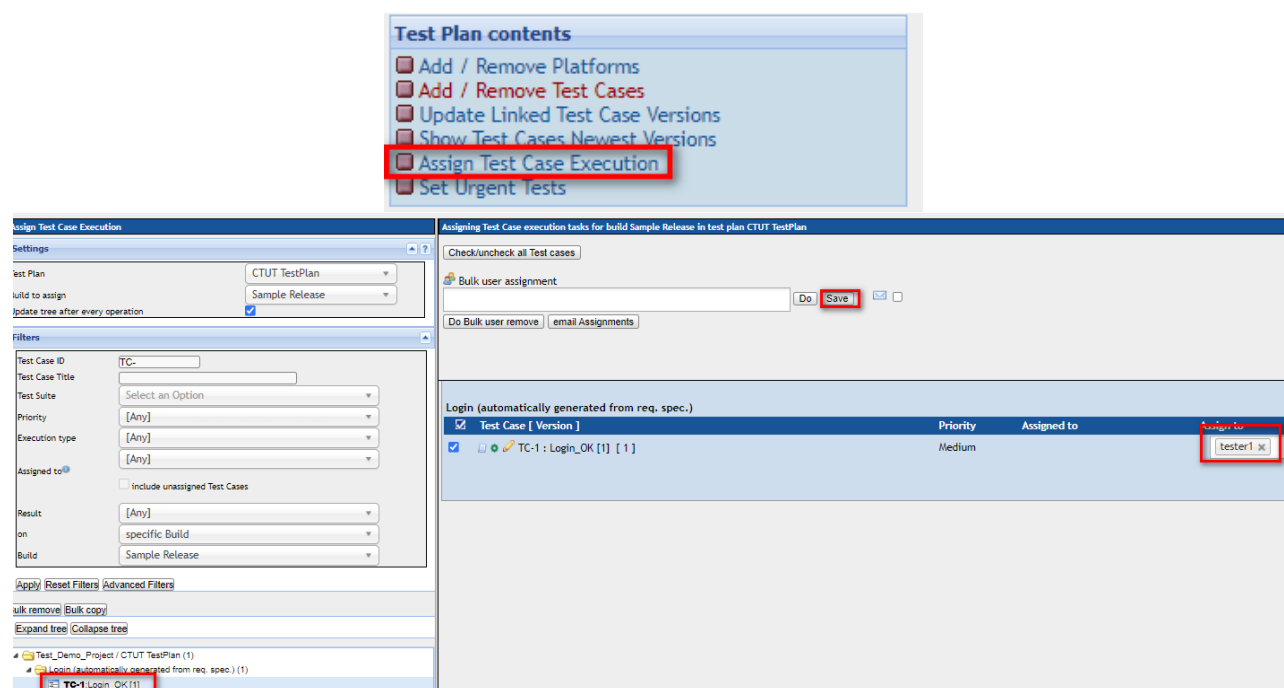 Test Plan contents
Add / Remove Platforms
Add / Remove Test Cases
Update Linked Test Case Versions
Show Test Cases Newest Versions
Assign Test Case Execution
Set Urgent Tests
Assign Test Case Execution
Settings
?
Test Plan
CTUT TestPlan
Build to assign
Sample Release
Update tree after every operation
Filters
Test Case ID
TC-
Test Case Title
Test Suite
Select an Option
Priority
[Any]
Execution type
[Any]
[Any]
Assigned to
include unassigned Test Cases
Result
[Any]
on
specific Build
Build
Sample Release
Apply Reset Filters Advanced Filters
ulk remove Bulk copy
Expand tree Collapse tree
Test_Demo_Project / CTUT TestPlan (1)
Login (automatically generated from req. spec.) (1)
TC-1:Login_OK [1]
Assigning Test Case execution tasks for build Sample Release in test plan CTUT TestPlan
Check/uncheck all Test cases
Bulk user assignment
Do Save
Do Bulk user remove email Assignments
Login (automatically generated from req. spec.)
Test Case [ Version ] Priority Assigned to Assign to
TC-1 : Login_OK [1] [ 1 ] Medium tester1 x